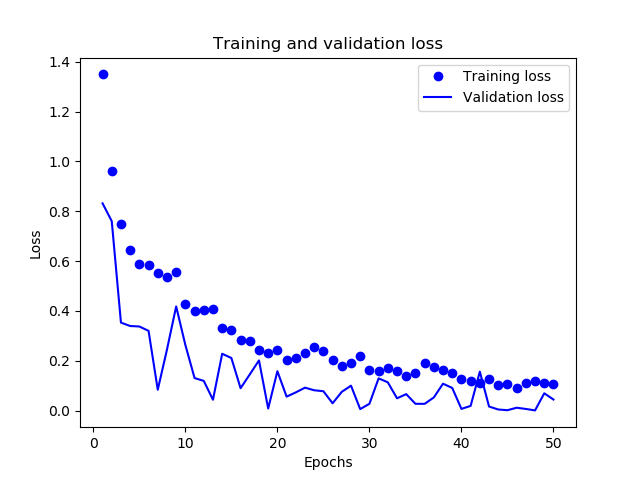 Training and validation loss
1.4
1.2
1.0
0.8
0.6
0.4
0.2
0.0
Loss
Training loss
Validation loss
0 10 20 30 40 50
Epochs